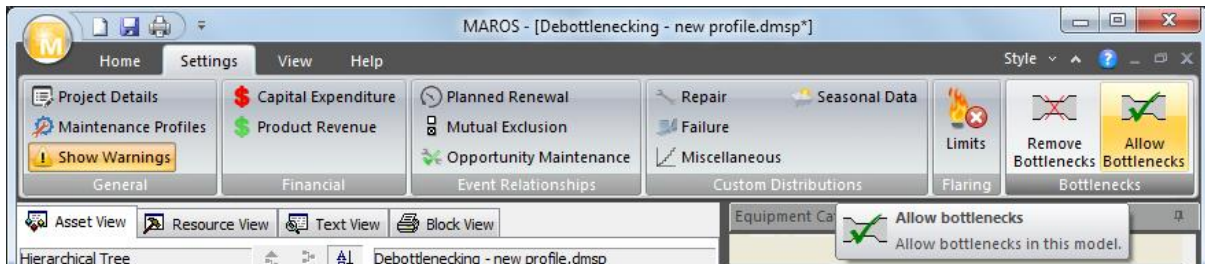 MAROS - [Debottlenecking - new profile.dmsp*]
M
Home Settings View Help Style
Project Details Capital Expenditure Planned Renewal Repair Seasonal Data
Maintenance Profiles Product Revenue Mutual Exclusion Failure
Show Warnings Opportunity Maintenance Miscellaneous
Limits
Remove Bottlenecks
Allow Bottlenecks
General Financial Event Relationships Custom Distributions Flaring Bottlenecks
Asset View Resource View Text View Block View
Equipment
Allow bottlenecks
Allow bottlenecks in this model.
Hierarchical Tree Debottlenecking - new profile.dmsp